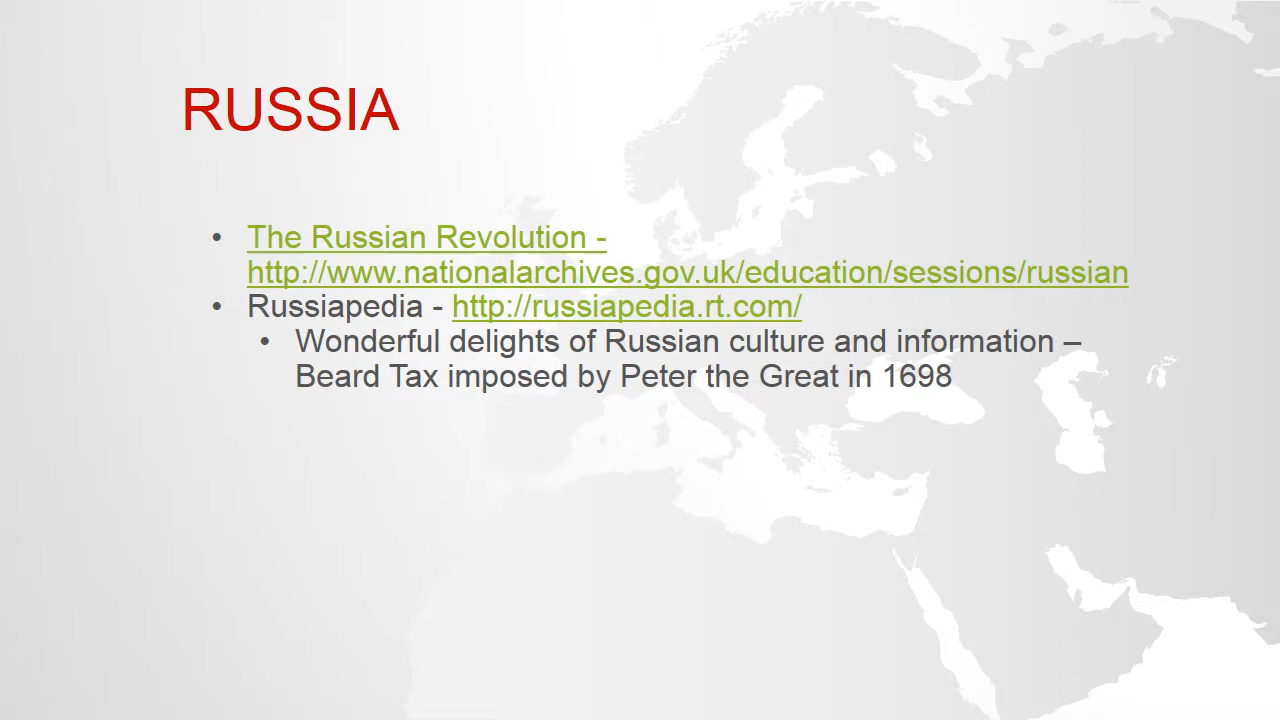 RUSSIA
• The Russian Revolution -
http://www.nationalarchives.gov.uk/education/sessions/russian
• Russiapedia - http://russiapedia.rt.com/
• Wonderful delights of Russian culture and information –
Beard Tax imposed by Peter the Great in 1698